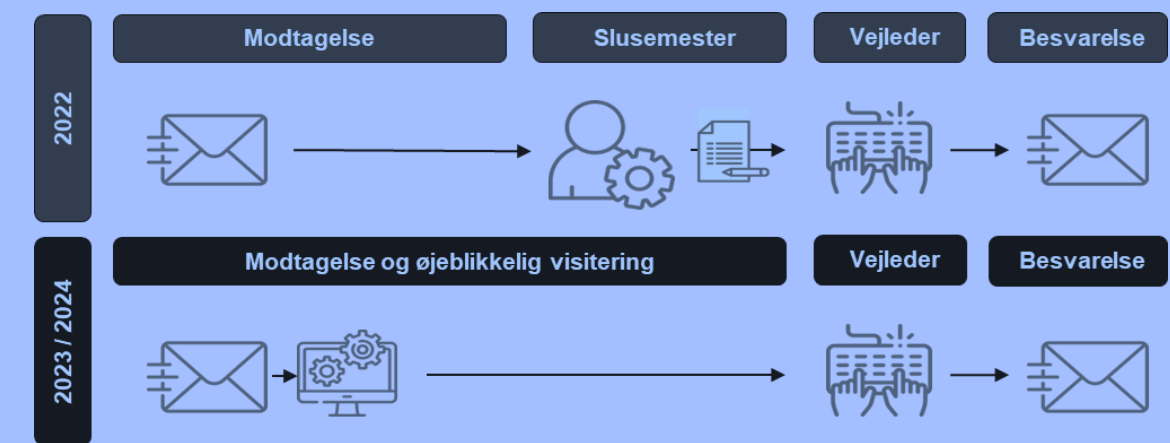 2022
Modtagelse
Slusemester
Vejleder
Besvarelse
2023 / 2024
Modtagelse og øjeblikkelig visitering
Vejleder
Besvarelse